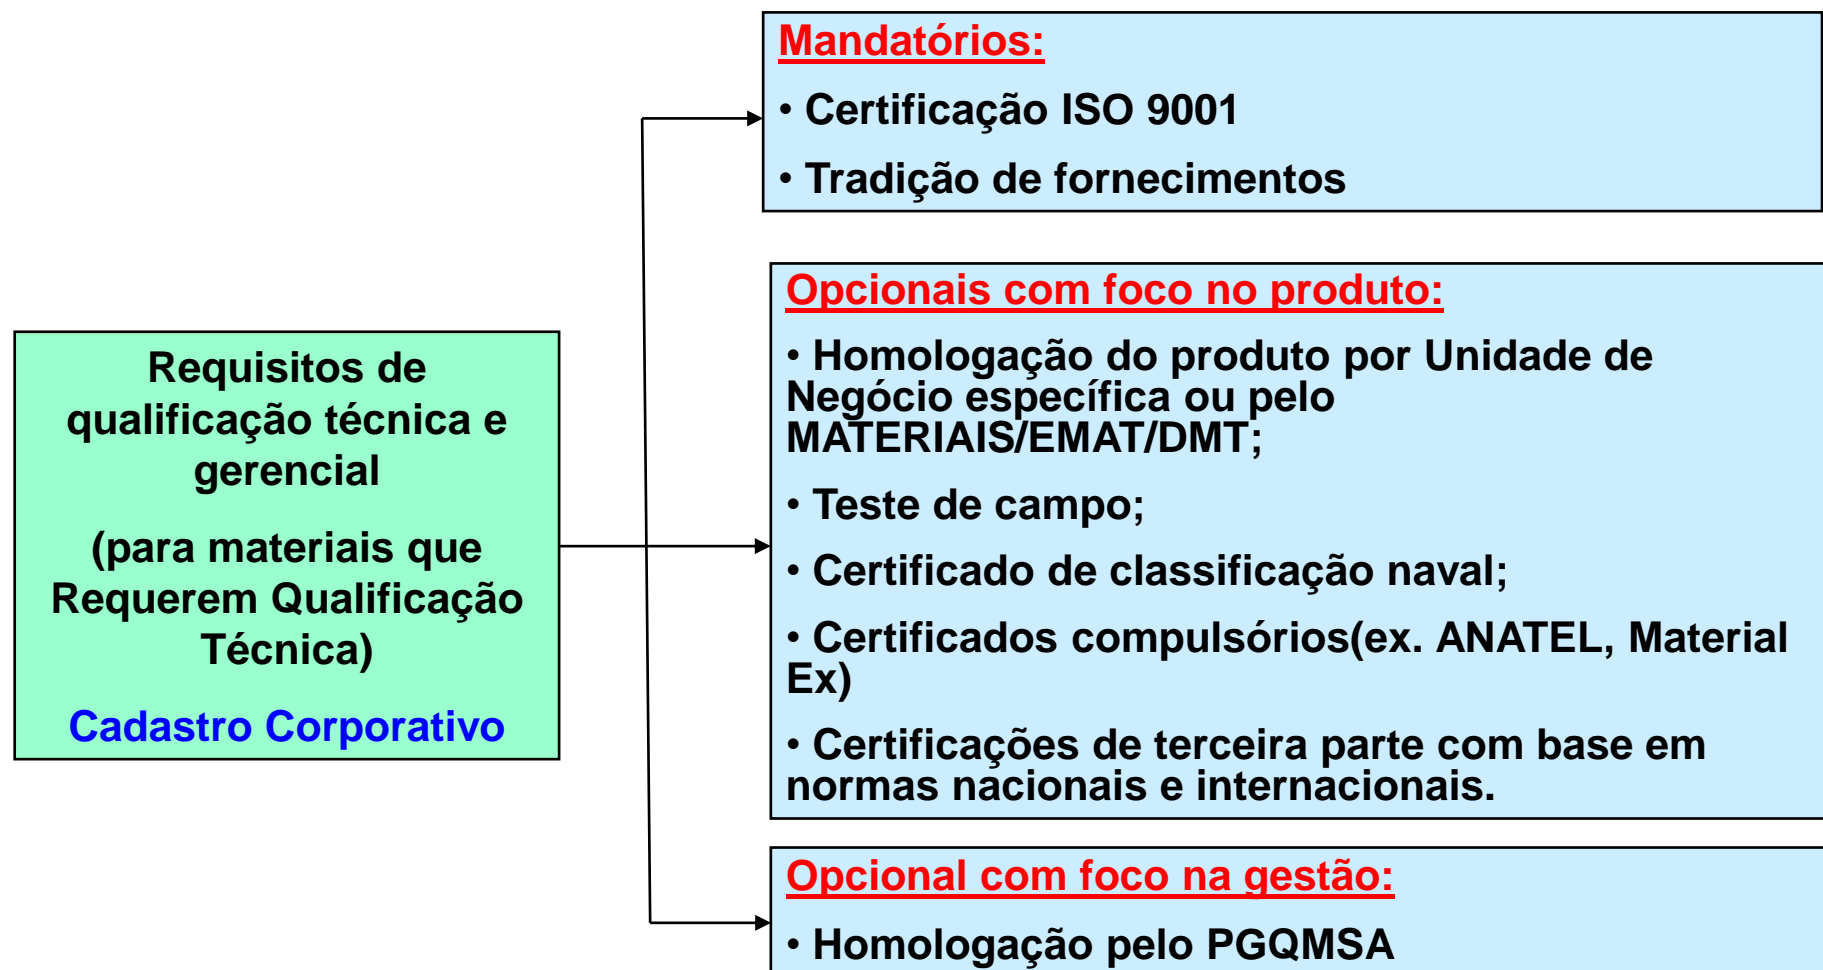 Mandatórios:
• Certificação ISO 9001
• Tradição de fornecimentos
Requisitos de
qualificação técnica e
gerencial
(para materiais que
Requerem Qualificação
Técnica)
Cadastro Corporativo
Opcionais com foco no produto:
• Homologação do produto por Unidade de
Negócio específica ou pelo
MATERIAIS/EMAT/DMT;
• Teste de campo;
• Certificado de classificação naval;
• Certificados compulsórios(ex. ANATEL, Material
Ex)
• Certificações de terceira parte com base em
normas nacionais e internacionais.
Opcional com foco na gestão:
• Homologação pelo PGQMSA